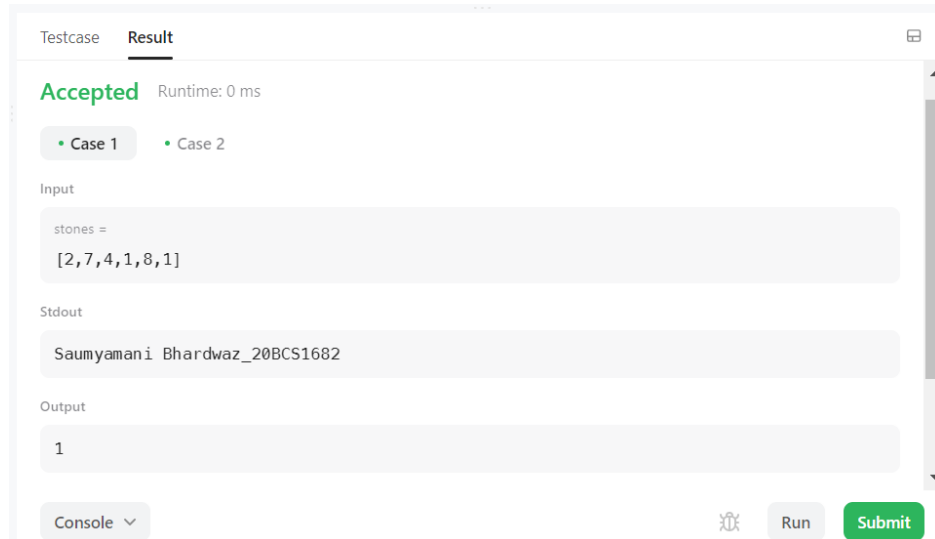 Testcase Result
Accepted Runtime: 0 ms
• Case 1 • Case 2
Input
stones =
[2,7,4,1,8,1]
Stdout
Saumyamani Bhardwaz_20BCS1682
Output
1
Console Run Submit